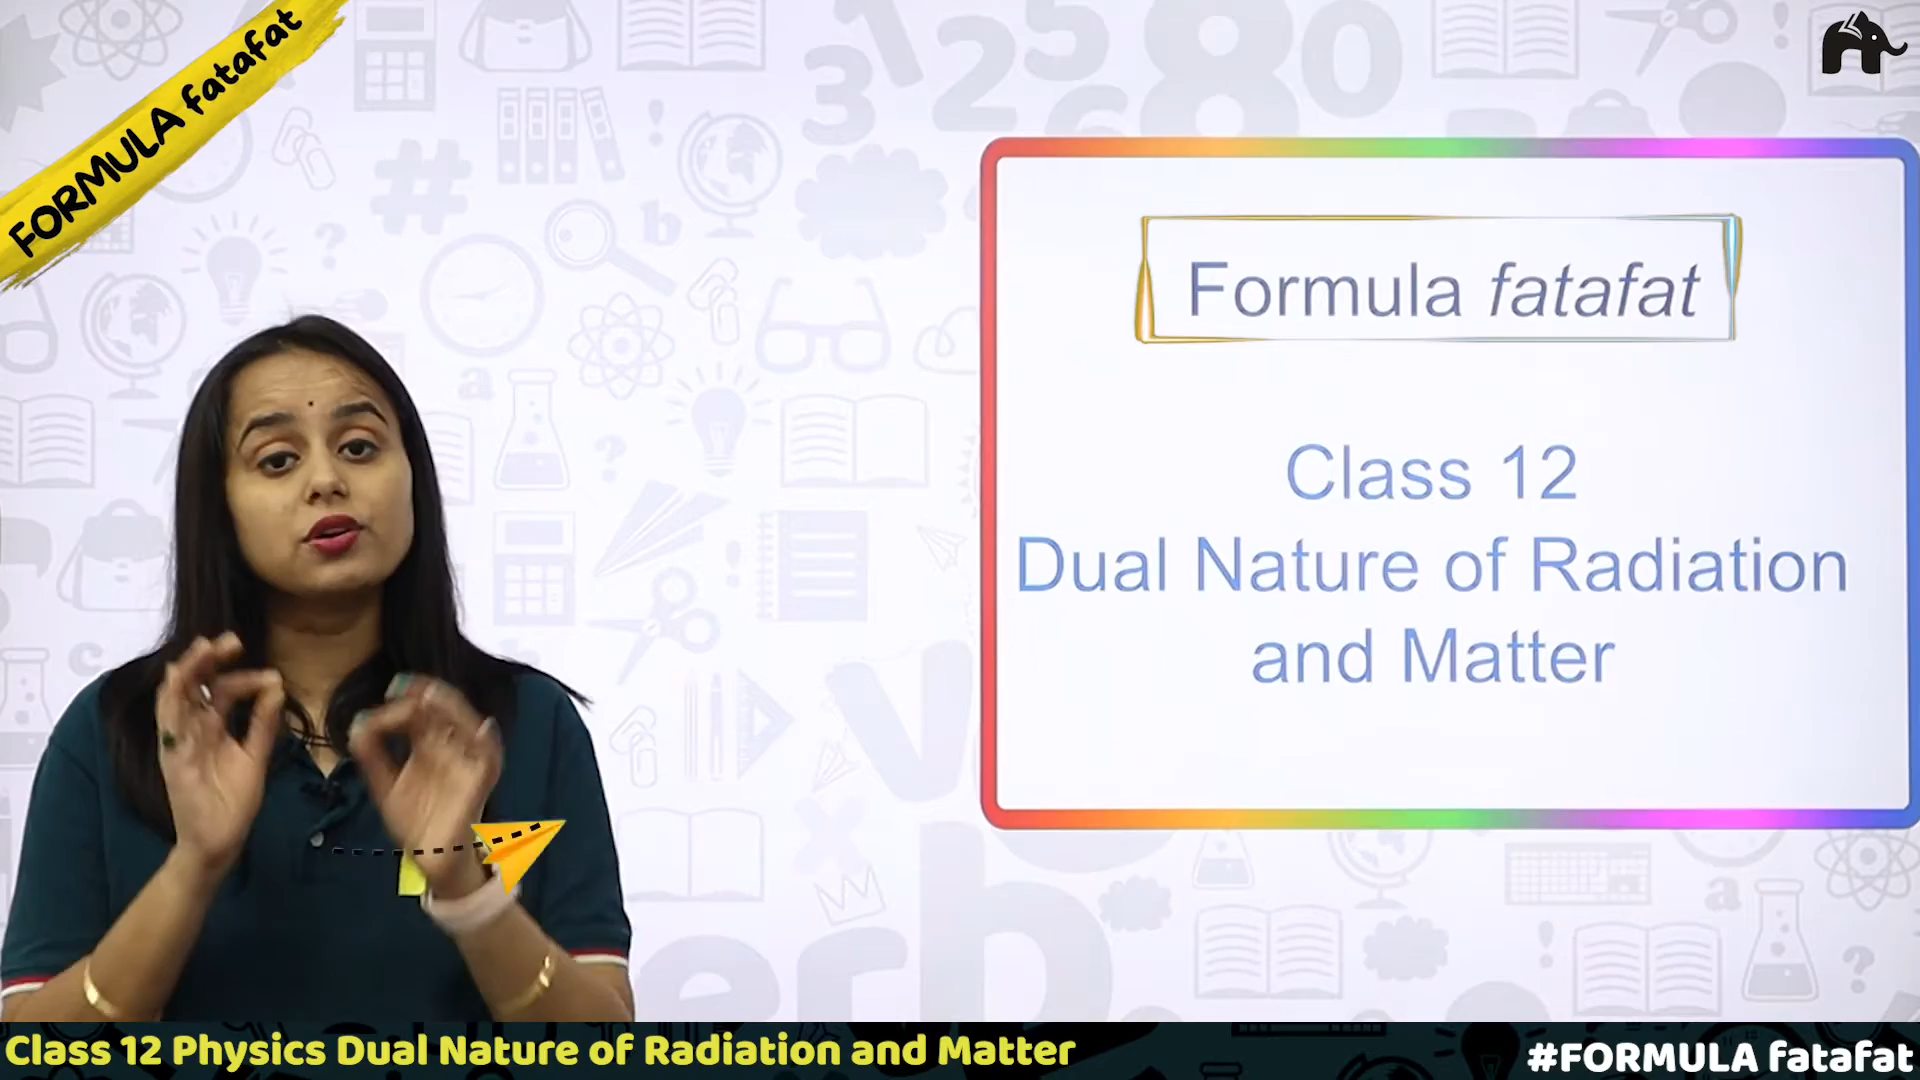 FORMULA fatafat
Formula fatafat
Class 12
Dual Nature of Radiation
and Matter
Class 12 Physics Dual Nature of Radiation and Matter
#FORMULA fatafat